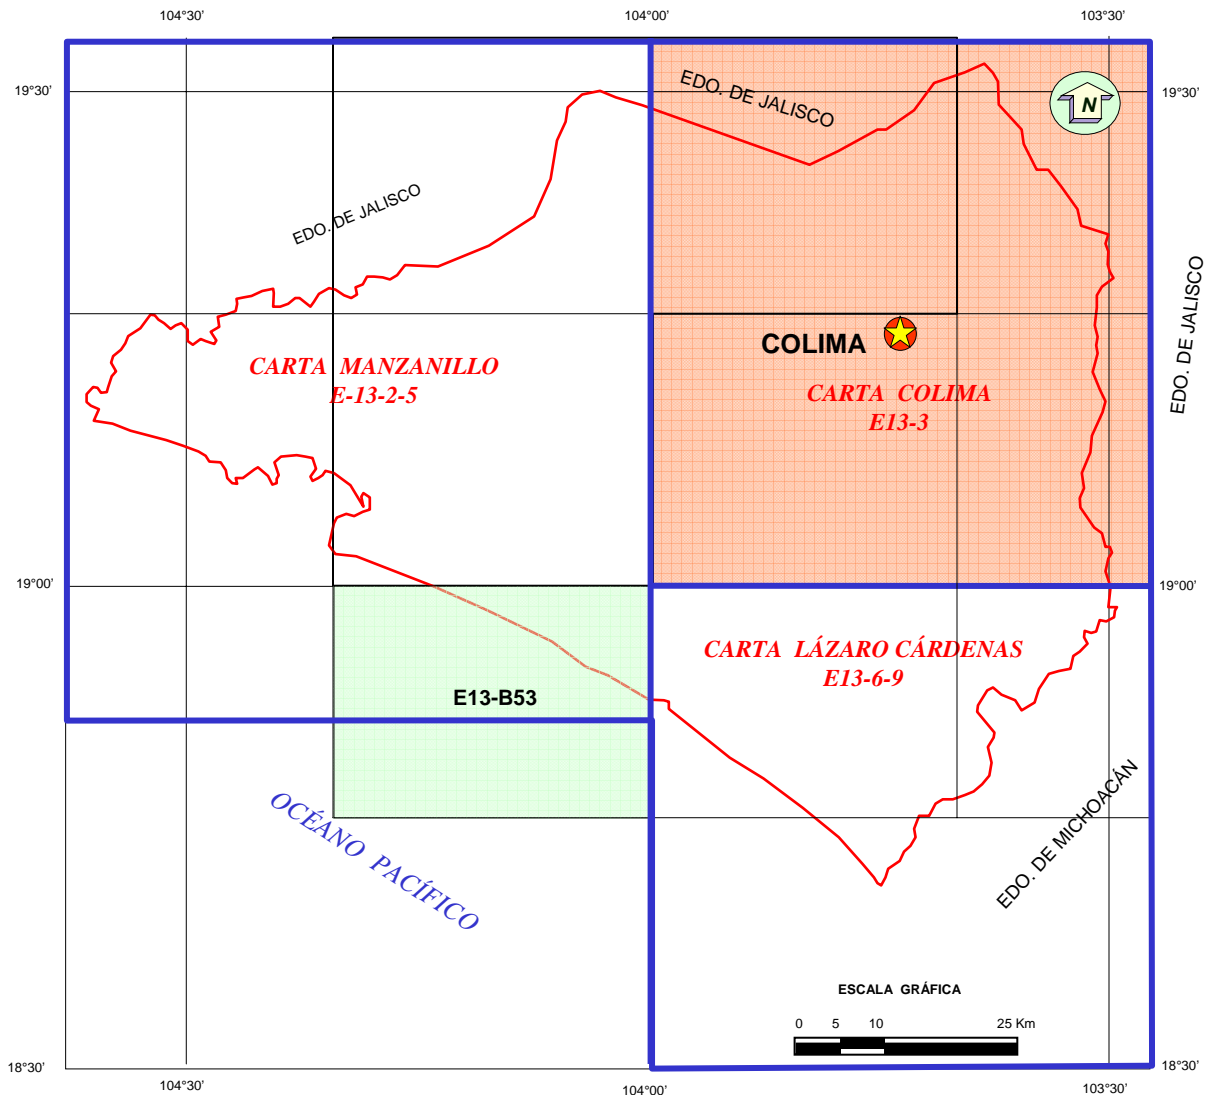 104°30'
104°00'
103°30'
19°30'
19°30'
EDO. DE JALISCO
N
EDO. DE JALISCO
EDO. DE JALISCO
COLIMA
CARTA MANZANILLO
E-13-2-5
CARTA COLIMA
E13-3
19°00'
19°00'
CARTA LÁZARO CÁRDENAS
E13-6-9
E13-B53
OCÉANO PACÍFICO
EDO. DE MICHOACÁN
ESCALA GRÁFICA
0 5 10 25 Km
18°30'
18°30'
104°30'
104°00'
103°30'